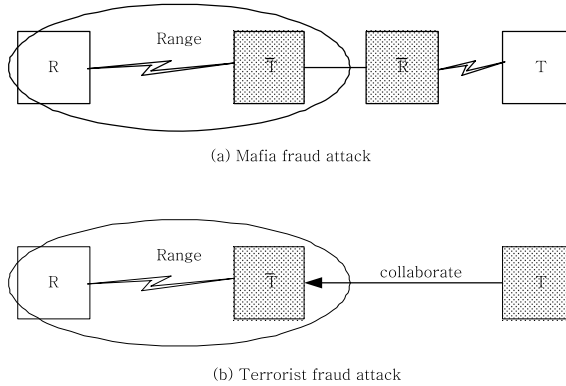 Range
R T̅ R̅ T
(a) Mafia fraud attack
Range
collaborate
R T̅ T
(b) Terrorist fraud attack